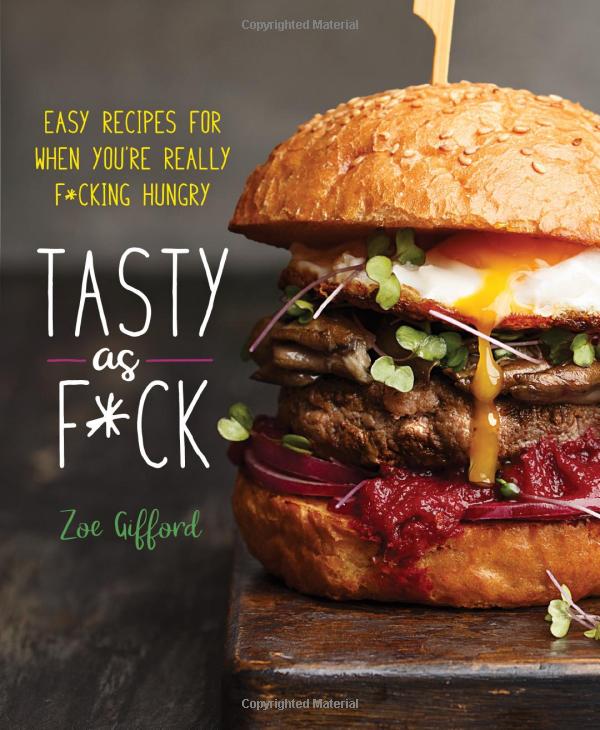 Copyrighted Material
EASY RECIPES FOR
WHEN YOU'RE REALLY
F*CKING HUNGRY
TASTY
as
F*CK
Zoe Gifford
Copyrighted Material